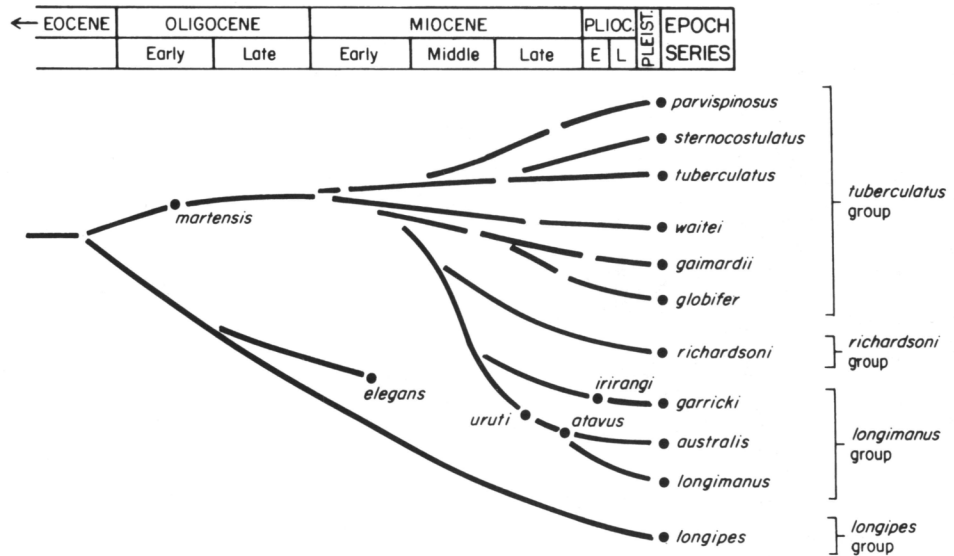 ← EOCENE OLIGOCENE MIOCENE PLIOC. PLEIST. EPOCH
Early Late Early Middle Late E L SERIES
parvispinosus
sternocostulatus
tuberculatus
tuberculatus
group
martensis
waitei
gaimardii
globifer
richardsoni
richardsoni
group
elegans
irirangi
garricki
uruti
atavus
australis
longimanus
group
longimanus
longipes
longipes
group